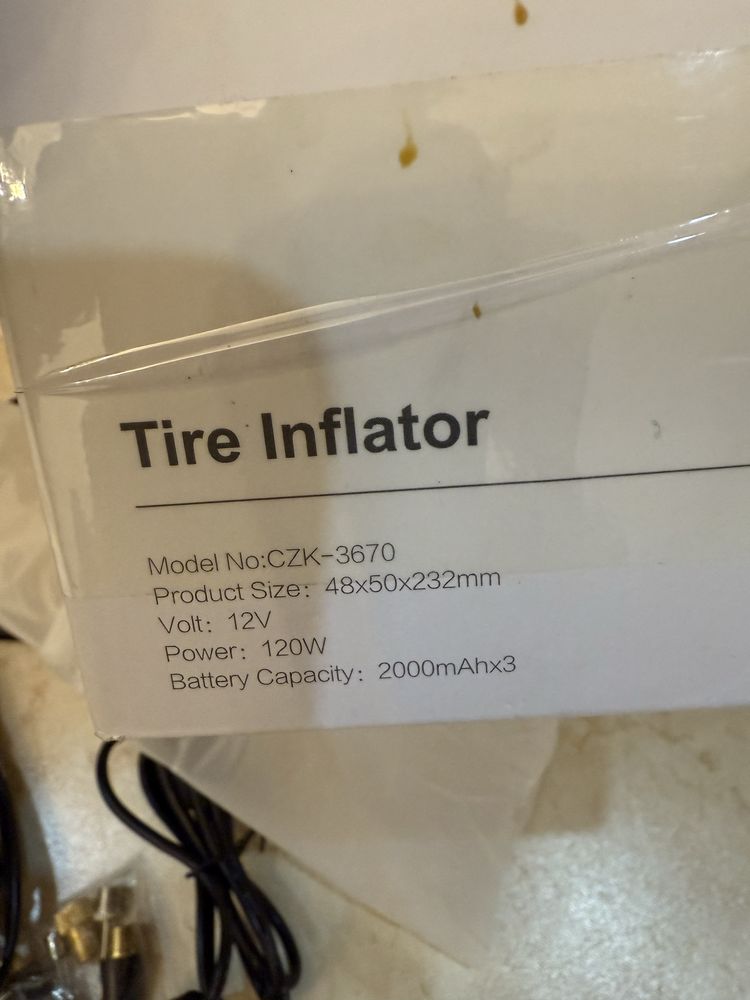 Tire Inflator
Model No:CZK-3670
Product Size: 48x50x232mm
Volt: 12V
Power: 120W
Battery Capacity: 2000mAhx3